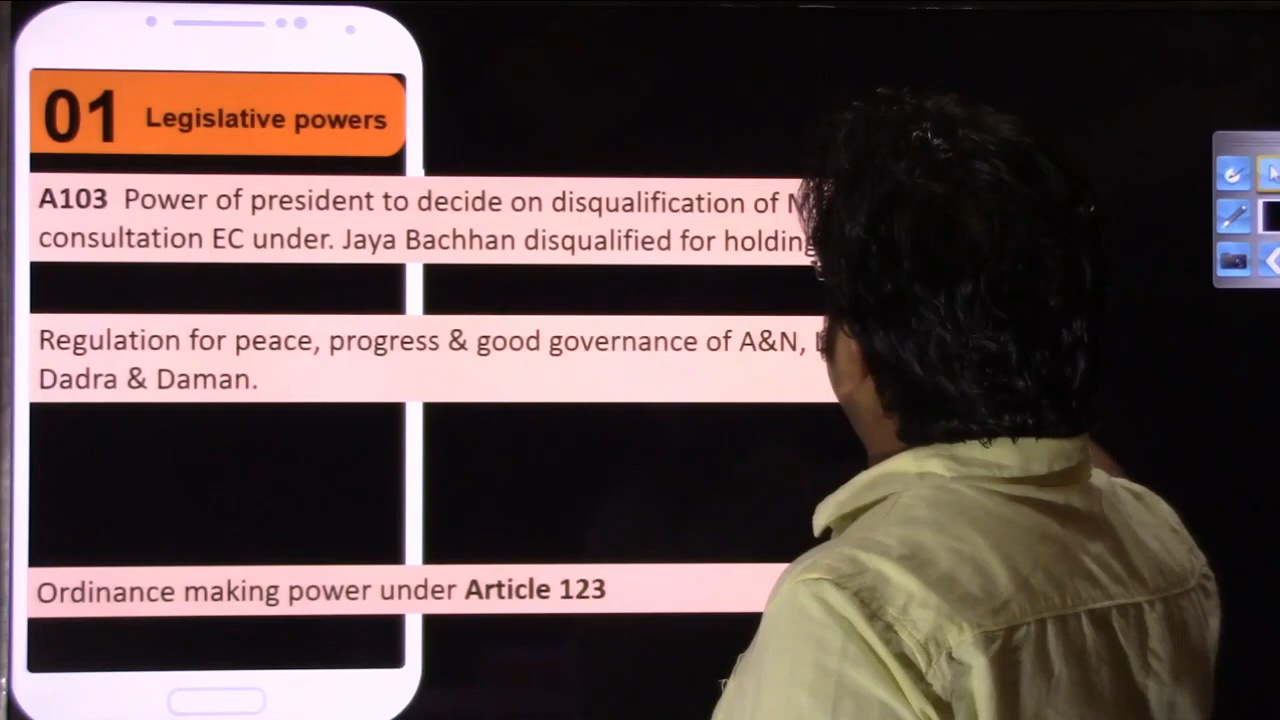 01 Legislative powers
A103 Power of president to decide on disqualification of
consultation EC under. Jaya Bachhan disqualified for holding
Regulation for peace, progress & good governance of A&N,
Dadra & Daman.
Ordinance making power under Article 123